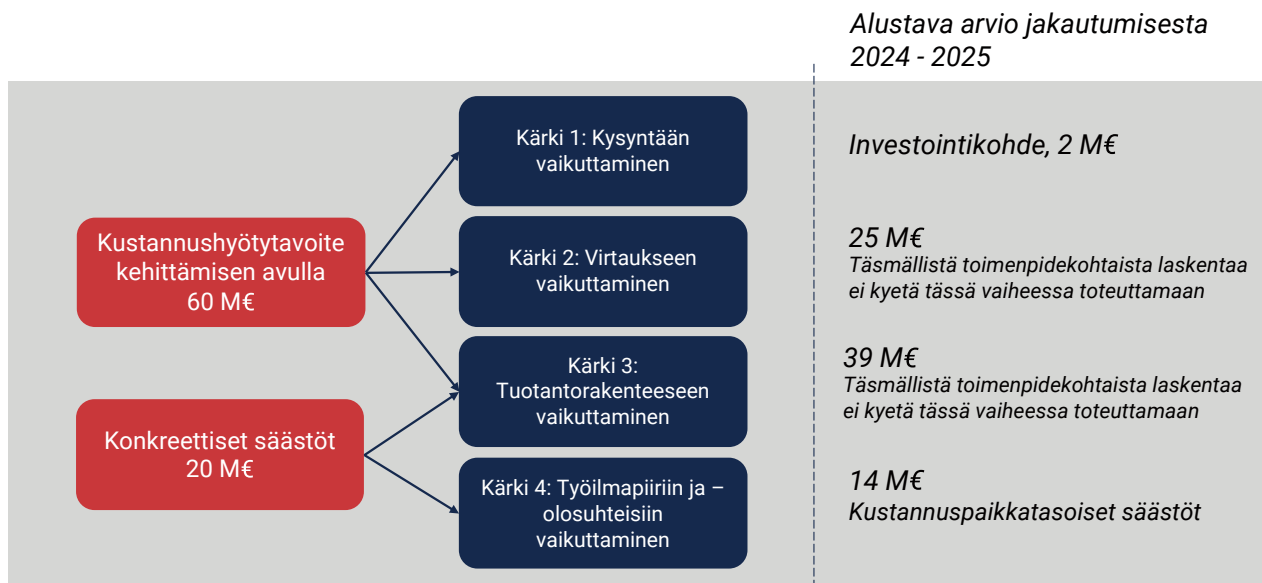 Alustava arvio jakautumisesta
2024 - 2025
Kärki 1: Kysyntään
vaikuttaminen
Investointikohde, 2 M€
Kustannushyötytavoite
kehittämisen avulla
60 M€
Kärki 2: Virtaukseen
vaikuttaminen
25 M€
Täsmällistä toimenpidekohtaista laskentaa
ei kyetä tässä vaiheessa toteuttamaan
Kärki 3:
Tuotantorakenteeseen
vaikuttaminen
39 M€
Täsmällistä toimenpidekohtaista laskentaa
ei kyetä tässä vaiheessa toteuttamaan
Konkreettiset säästöt
20 M€
Kärki 4: Työilmapiiriin ja –
olosuhteisiin
vaikuttaminen
14 M€
Kustannuspaikkatasoiset säästöt